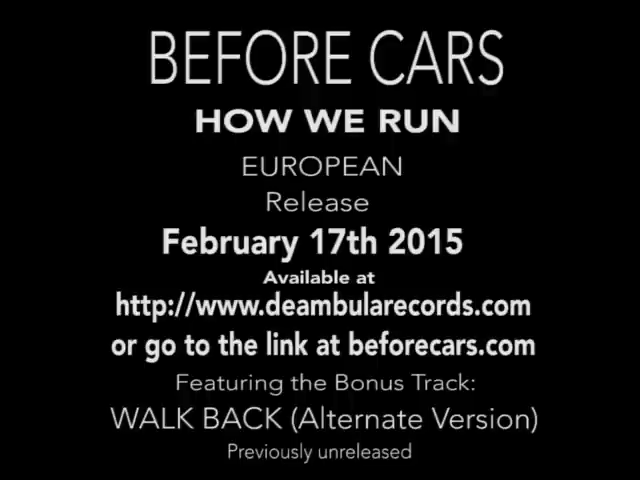 BEFORE CARS
HOW WE RUN
EUROPEAN
Release
February 17th 2015
Available at
http://www.deambularecords.com
or go to the link at beforecars.com
Featuring the Bonus Track:
WALK BACK (Alternate Version)
Previously unreleased